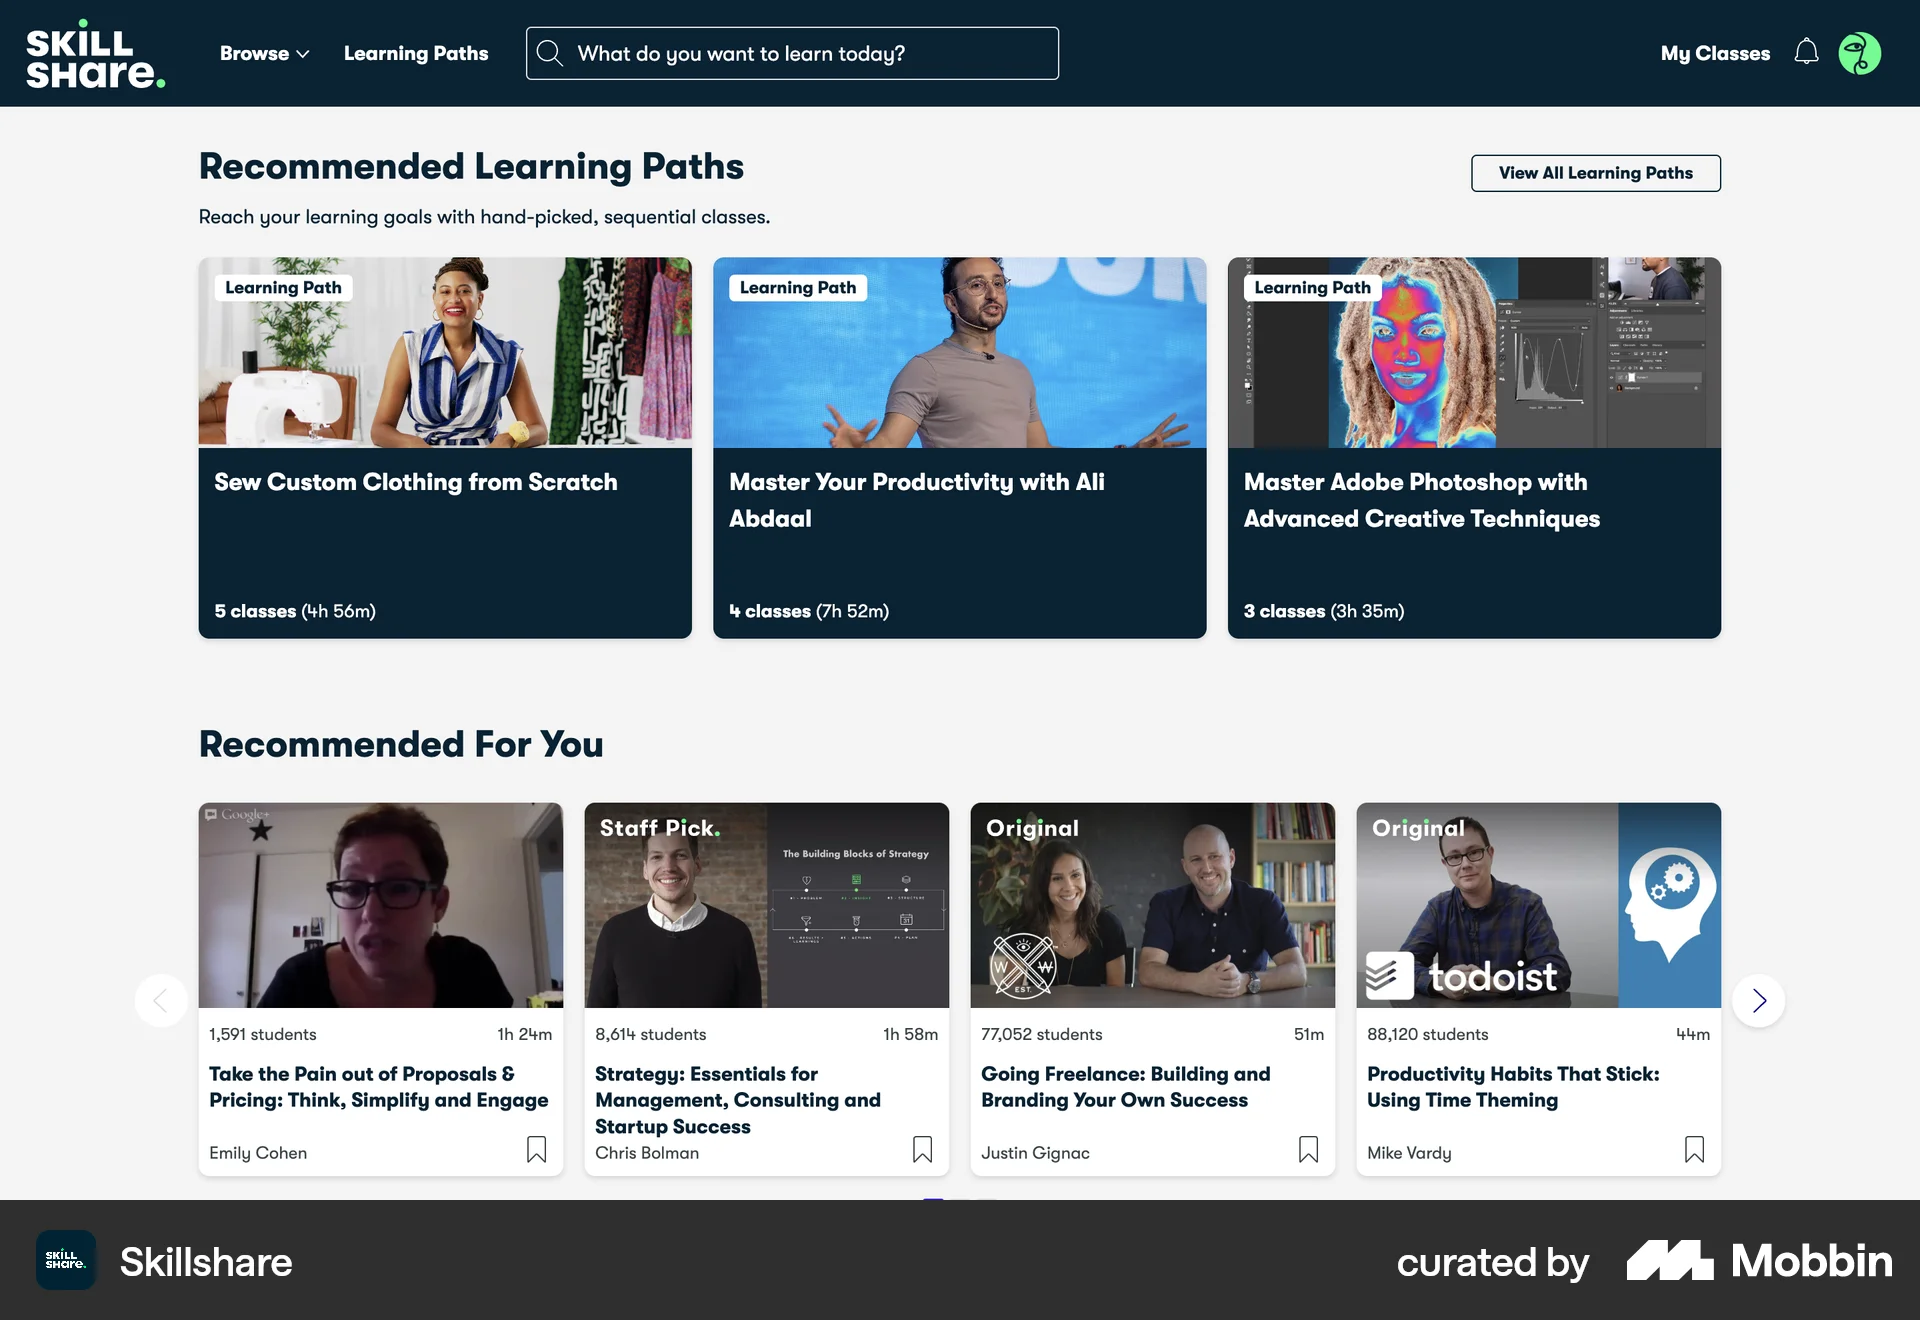 SKILL
SHare.
Browse
Learning Paths
What do you want to learn today?
My Classes
Recommended Learning Paths
View All Learning Paths
Reach your learning goals with hand-picked, sequential classes.
Learning Path
Sew Custom Clothing from Scratch
5 classes (4h 56m)
Learning Path
Master Your Productivity with Ali
Abdaal
4 classes (7h 52m)
Learning Path
Master Adobe Photoshop with
Advanced Creative Techniques
3 classes (3h 35m)
Recommended For You
Google+
1,591 students
1h 24m
Take the Pain out of Proposals &
Pricing: Think, Simplify and Engage
Emily Cohen
Staff Pick.
The Building Blocks of Strategy
8,614 students
1h 58m
Strategy: Essentials for
Management, Consulting and
Startup Success
Chris Bolman
Original
W W
EST.
77,052 students
51m
Going Freelance: Building and
Branding Your Own Success
Justin Gignac
Original
todoist
88,120 students
44m
Productivity Habits That Stick:
Using Time Theming
Mike Vardy
SKILL
SHare.
Skillshare
curated by
Mobbin